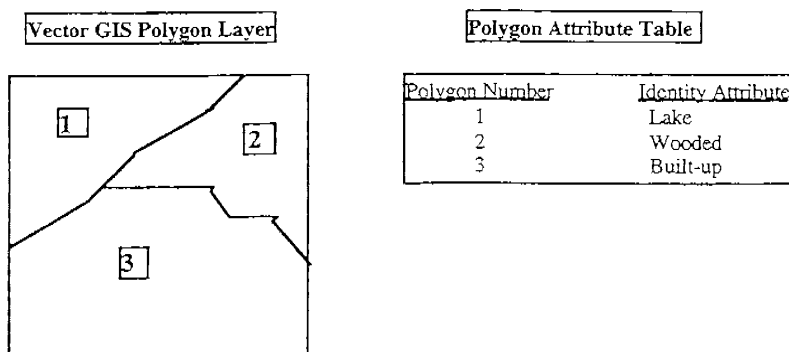 Vector GIS Polygon Layer
Polygon Attribute Table
1
2
3
Polygon Number Identity Attribute
1 Lake
2 Wooded
3 Built-up